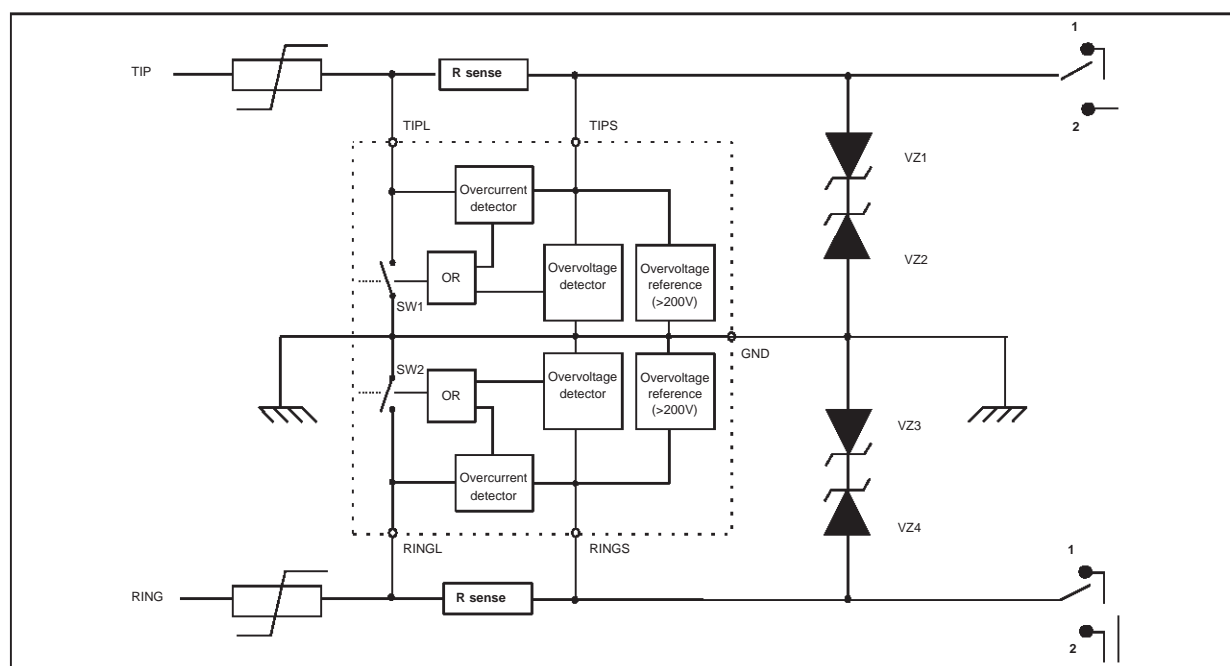 1
TIP
R sense
2
TIPL
TIPS
VZ1
Overcurrent
detector
VZ2
Overvoltage
detector
Overvoltage
reference
(>200V)
OR
SW1
GND
SW2
OR
Overvoltage
detector
Overvoltage
reference
(>200V)
VZ3
Overcurrent
detector
VZ4
RINGL
RINGS
1
RING
R sense
2